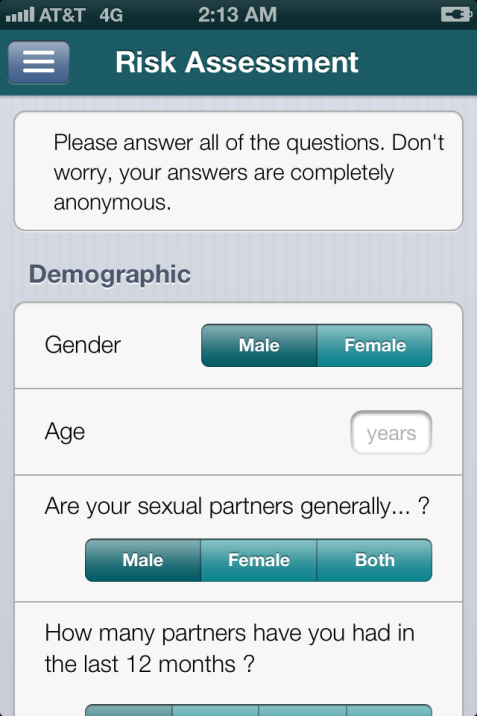 AT&T 4G 2:13 AM
Risk Assessment
Please answer all of the questions. Don't
worry, your answers are completely
anonymous.
Demographic
Gender Male Female
Age years
Are your sexual partners generally... ?
Male Female Both
How many partners have you had in
the last 12 months ?